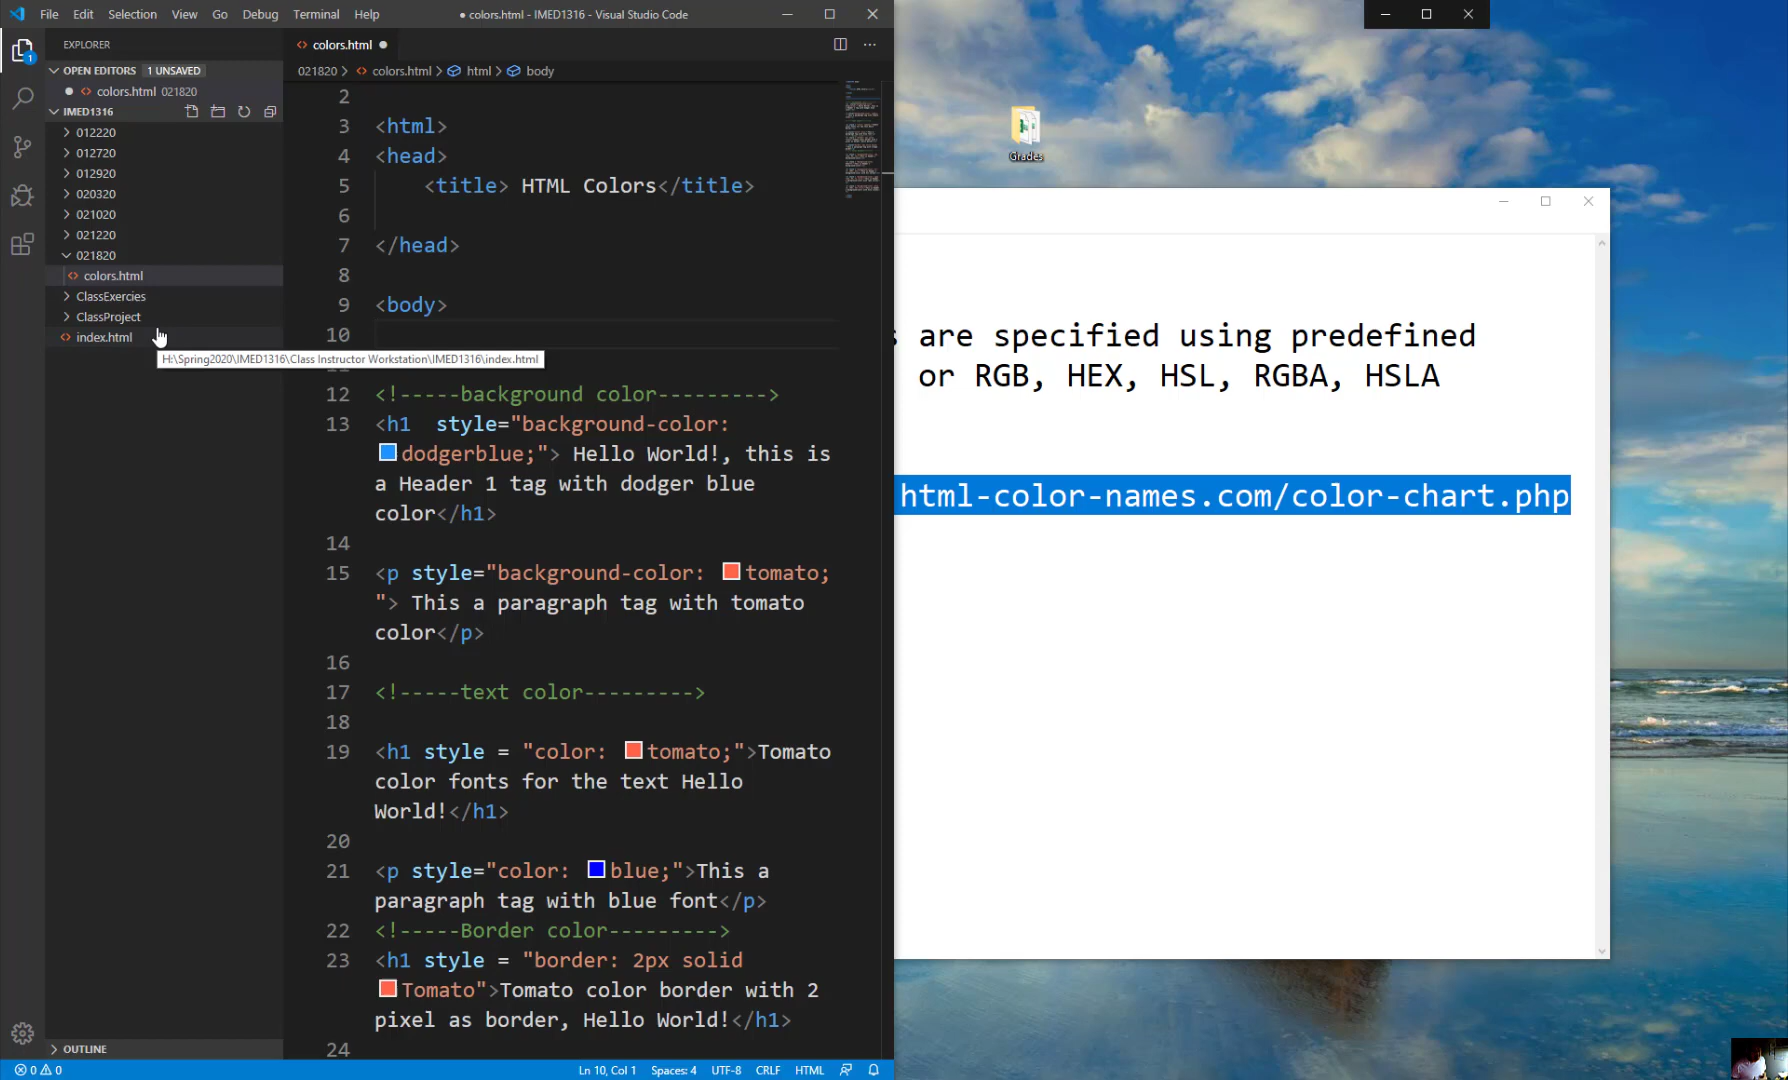 File Edit Selection View Go Debug Terminal Help
● colors.html - IMED1316 - Visual Studio Code
EXPLORER
OPEN EDITORS 1 UNSAVED
colors.html 021820
IMED1316
012220
012720
012920
020320
021020
021220
021820
colors.html
ClassExercies
ClassProject
index.html
H:\Spring2020\IMED1316\Class Instructor Workstation\IMED1316\index.html
OUTLINE
colors.html
021820 > colors.html > html > body
2
3 <html>
4 <head>
5 <title> HTML Colors</title>
6
7 </head>
8
9 <body>
10
12 <!-----background color--------->
13 <h1  style="background-color:
dodgerblue;"> Hello World!, this is
a Header 1 tag with dodger blue
color</h1>
14
15 <p style="background-color: tomato;
"> This a paragraph tag with tomato
color</p>
16
17 <!-----text color--------->
18
19 <h1 style = "color: tomato;">Tomato
color fonts for the text Hello
World!</h1>
20
21 <p style="color: blue;">This a
paragraph tag with blue font</p>
22 <!-----Border color--------->
23 <h1 style = "border: 2px solid
Tomato">Tomato color border with 2
pixel as border, Hello World!</h1>
24
0 0
Ln 10, Col 1 Spaces: 4 UTF-8 CRLF HTML
1
Grades
are specified using predefined
or RGB, HEX, HSL, RGBA, HSLA
html-color-names.com/color-chart.php